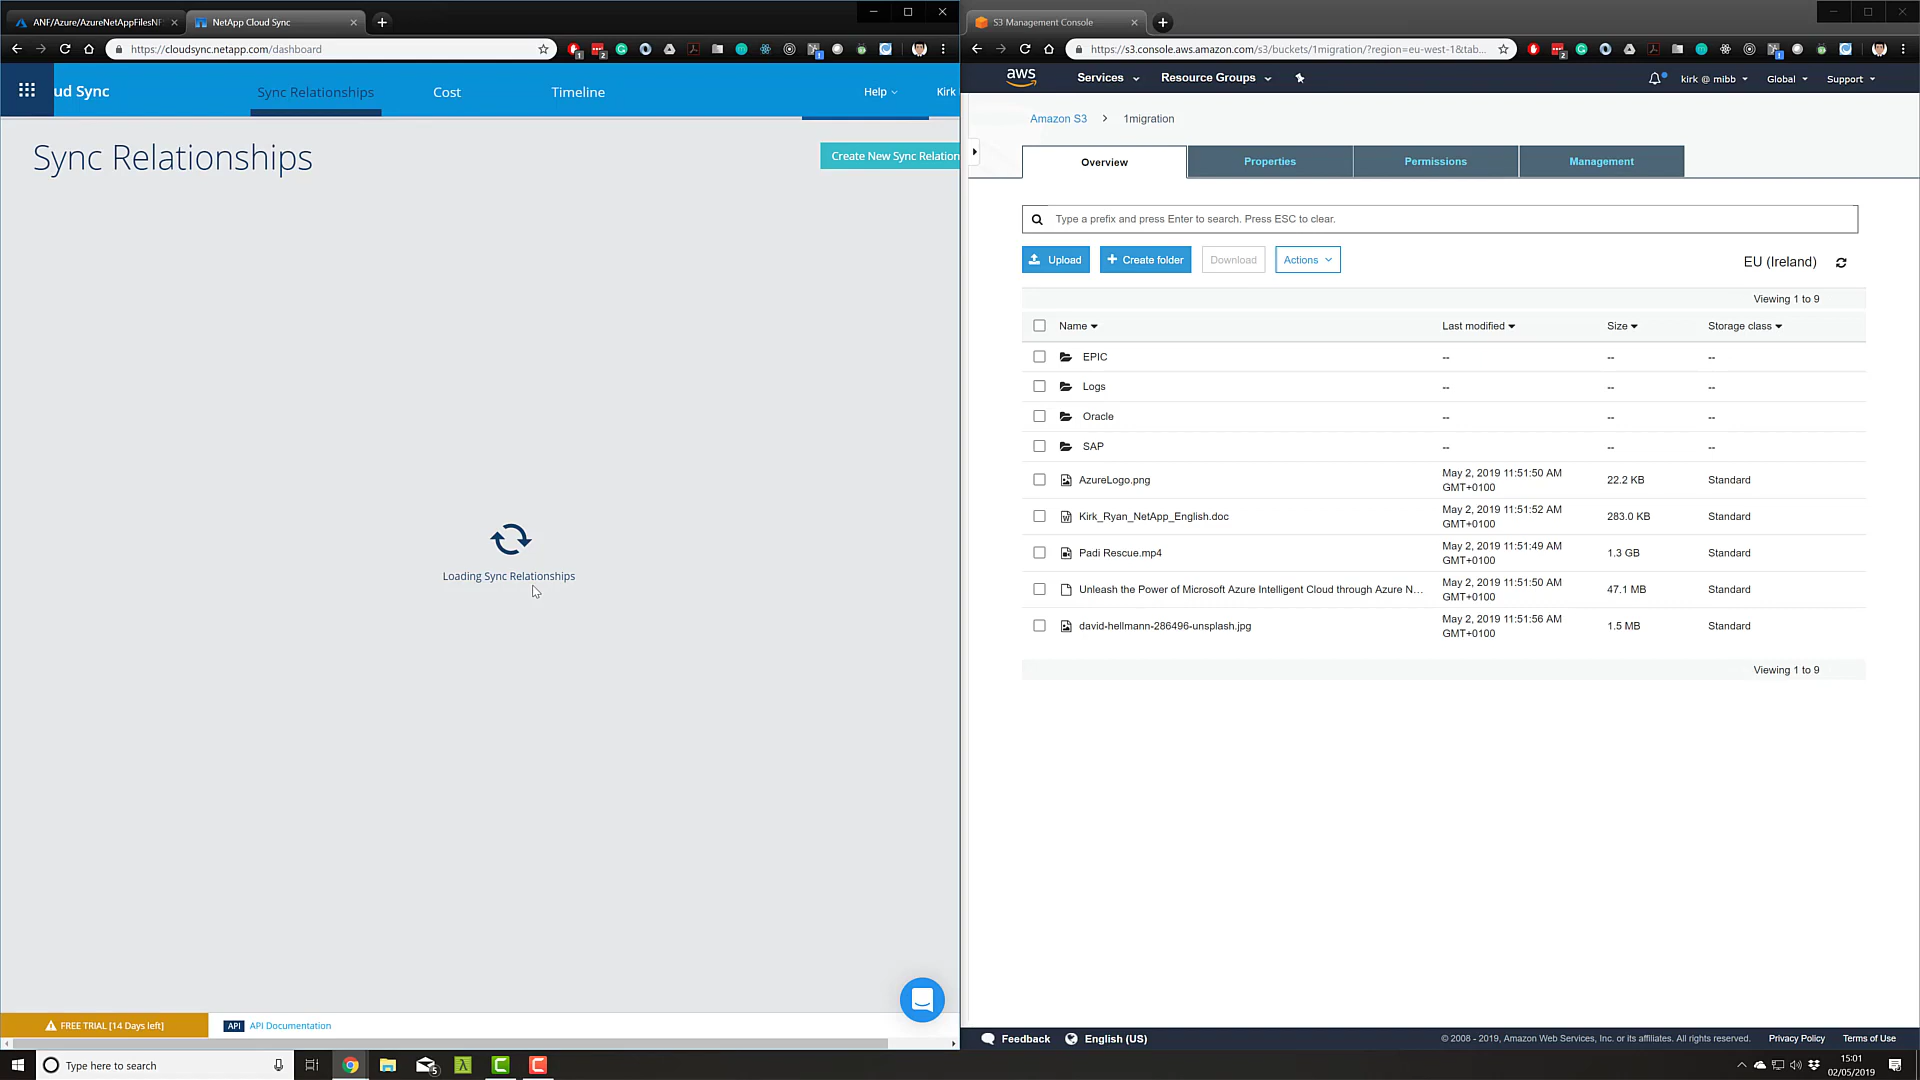 ANF/Azure/AzureNetAppFilesNF
NetApp Cloud Sync
https://cloudsync.netapp.com/dashboard
ud Sync
Sync Relationships
Cost
Timeline
Help
Kirk
Sync Relationships
Create New Sync Relation
Loading Sync Relationships
FREE TRIAL [14 Days left]
API
API Documentation
S3 Management Console
https://s3.console.aws.amazon.com/s3/buckets/1migration/?region=eu-west-1&tab...
aws
Services
Resource Groups
kirk @ mibb
Global
Support
Amazon S3
1migration
Overview
Properties
Permissions
Management
Type a prefix and press Enter to search. Press ESC to clear.
Upload
Create folder
Download
Actions
EU (Ireland)
Viewing 1 to 9
Name Last modified Size Storage class
EPIC -- -- --
Logs -- -- --
Oracle -- -- --
SAP -- -- --
AzureLogo.png May 2, 2019 11:51:50 AM GMT+0100 22.2 KB Standard
Kirk_Ryan_NetApp_English.doc May 2, 2019 11:51:52 AM GMT+0100 283.0 KB Standard
Padi Rescue.mp4 May 2, 2019 11:51:49 AM GMT+0100 1.3 GB Standard
Unleash the Power of Microsoft Azure Intelligent Cloud through Azure N... May 2, 2019 11:51:50 AM GMT+0100 47.1 MB Standard
david-hellmann-286496-unsplash.jpg May 2, 2019 11:51:56 AM GMT+0100 1.5 MB Standard
Viewing 1 to 9
Feedback
English (US)
© 2008 - 2019, Amazon Web Services, Inc. or its affiliates. All rights reserved.
Privacy Policy
Terms of Use
Type here to search
5
15:01
02/05/2019